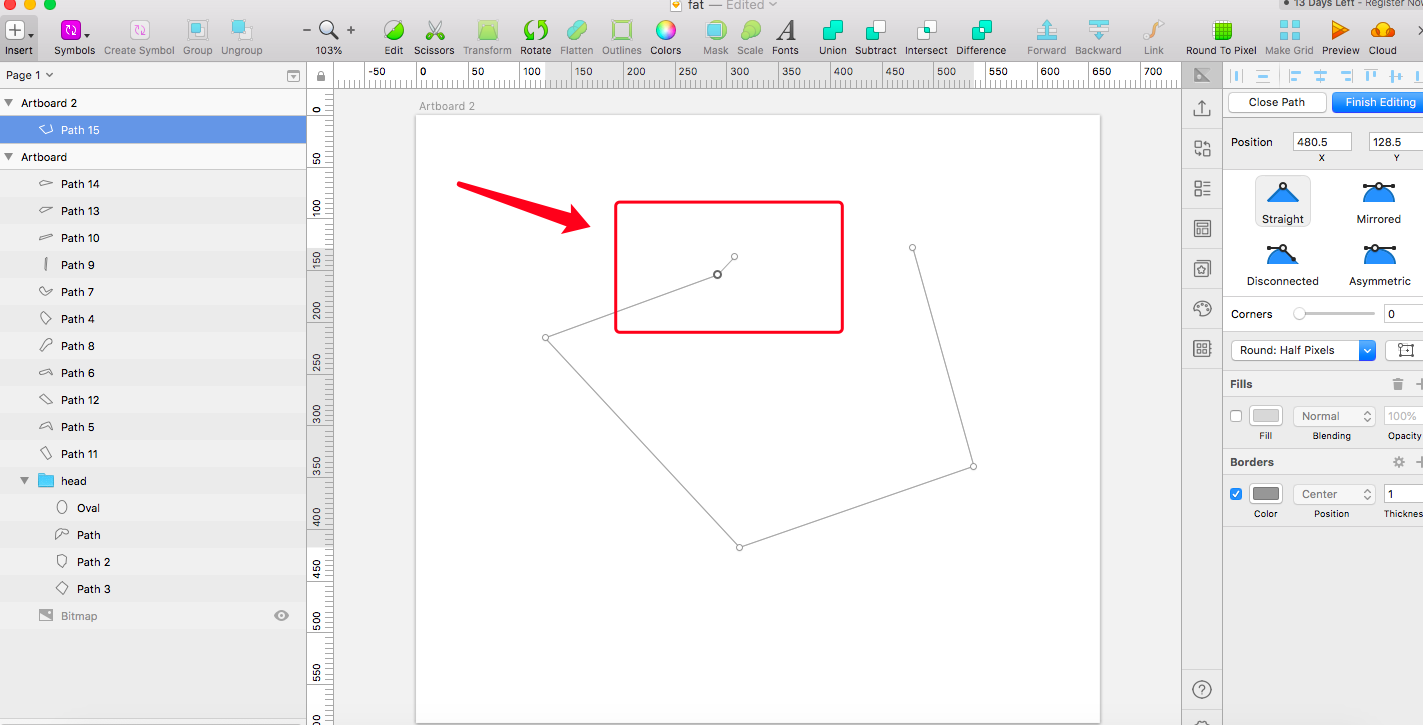 fat — Edited
13 Days Left - Register Now
Insert Symbols Create Symbol Group Ungroup 103% Edit Scissors Transform Rotate Flatten Outlines Colors Mask Scale Fonts Union Subtract Intersect Difference Forward Backward Link Round To Pixel Make Grid Preview Cloud
Page 1
-50 0 50 100 150 200 250 300 350 400 450 500 550 600 650 700
Artboard 2
Path 15
Artboard
Path 14
Path 13
Path 10
Path 9
Path 7
Path 4
Path 8
Path 6
Path 12
Path 5
Path 11
head
Oval
Path
Path 2
Path 3
Bitmap
0
50
100
150
200
250
300
350
400
450
500
550
Artboard 2
Close Path Finish Editing
Position 480.5 128.5
X Y
Straight Mirrored
Disconnected Asymmetric
Corners 0
Round: Half Pixels
Fills
Normal 100%
Fill Blending Opacity
Borders
Center 1
Color Position Thicknes